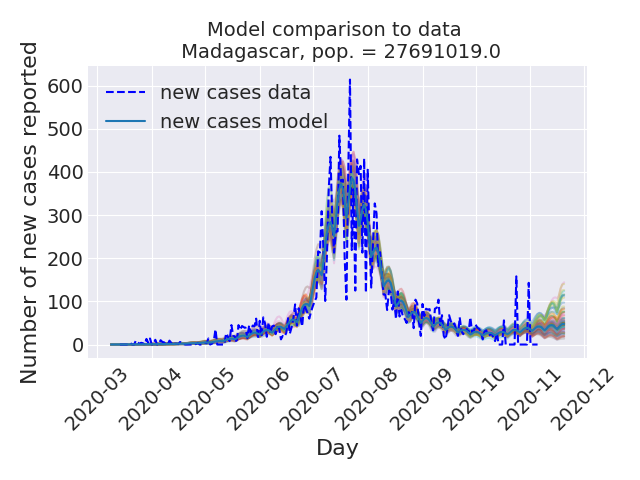 Model comparison to data
Madagascar, pop. = 27691019.0
Number of new cases reported
600
500
400
300
200
100
0
new cases data
new cases model
2020-03
2020-04
2020-05
2020-06
2020-07
2020-08
2020-09
2020-10
2020-11
2020-12
Day